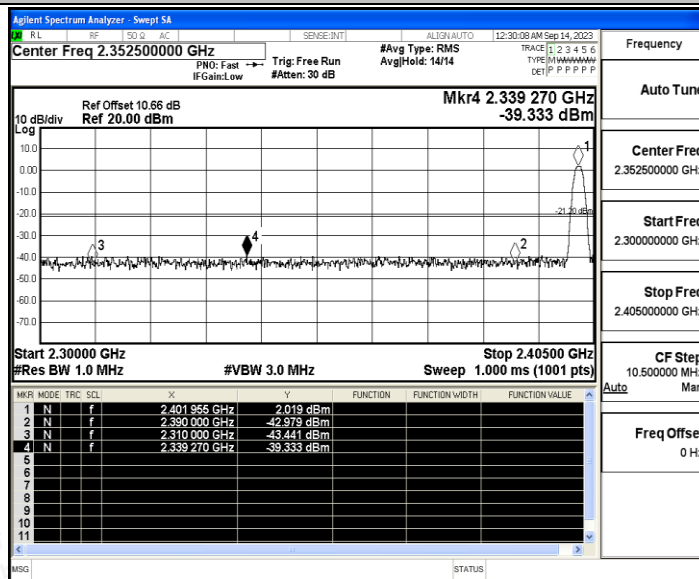 Agilent Spectrum Analyzer - Swept SA
RL RF 50 Ω AC SENSE:INT ALIGN AUTO 12:30:08 AM Sep 14, 2023
Center Freq 2.352500000 GHz
PNO: Fast
IFGain:Low
Trig: Free Run
#Atten: 30 dB
#Avg Type: RMS
Avg|Hold: 14/14
TRACE 1 2 3 4 5 6
TYPE M
DET P P P P P P
Mkr4 2.339 270 GHz
-39.333 dBm
Ref Offset 10.66 dB
10 dB/div Ref 20.00 dBm
Log
10.0
0.00
-10.0
-20.0
-30.0
-40.0
-50.0
-60.0
-70.0
1
2
3
4
-21.20 dBm
Start 2.30000 GHz Stop 2.40500 GHz
#Res BW 1.0 MHz #VBW 3.0 MHz Sweep 1.000 ms (1001 pts)
MKR MODE TRC SCL X Y FUNCTION FUNCTION WIDTH FUNCTION VALUE
1 N f 2.401 955 GHz 2.019 dBm
2 N f 2.390 000 GHz -42.979 dBm
3 N f 2.310 000 GHz -43.441 dBm
4 N f 2.339 270 GHz -39.333 dBm
5
6
7
8
9
10
11
MSG STATUS
Frequency
Auto Tune
Center Freq
2.352500000 GHz
Start Freq
2.300000000 GHz
Stop Freq
2.405000000 GHz
CF Step
10.500000 MHz
Auto Man
Freq Offset
0 Hz